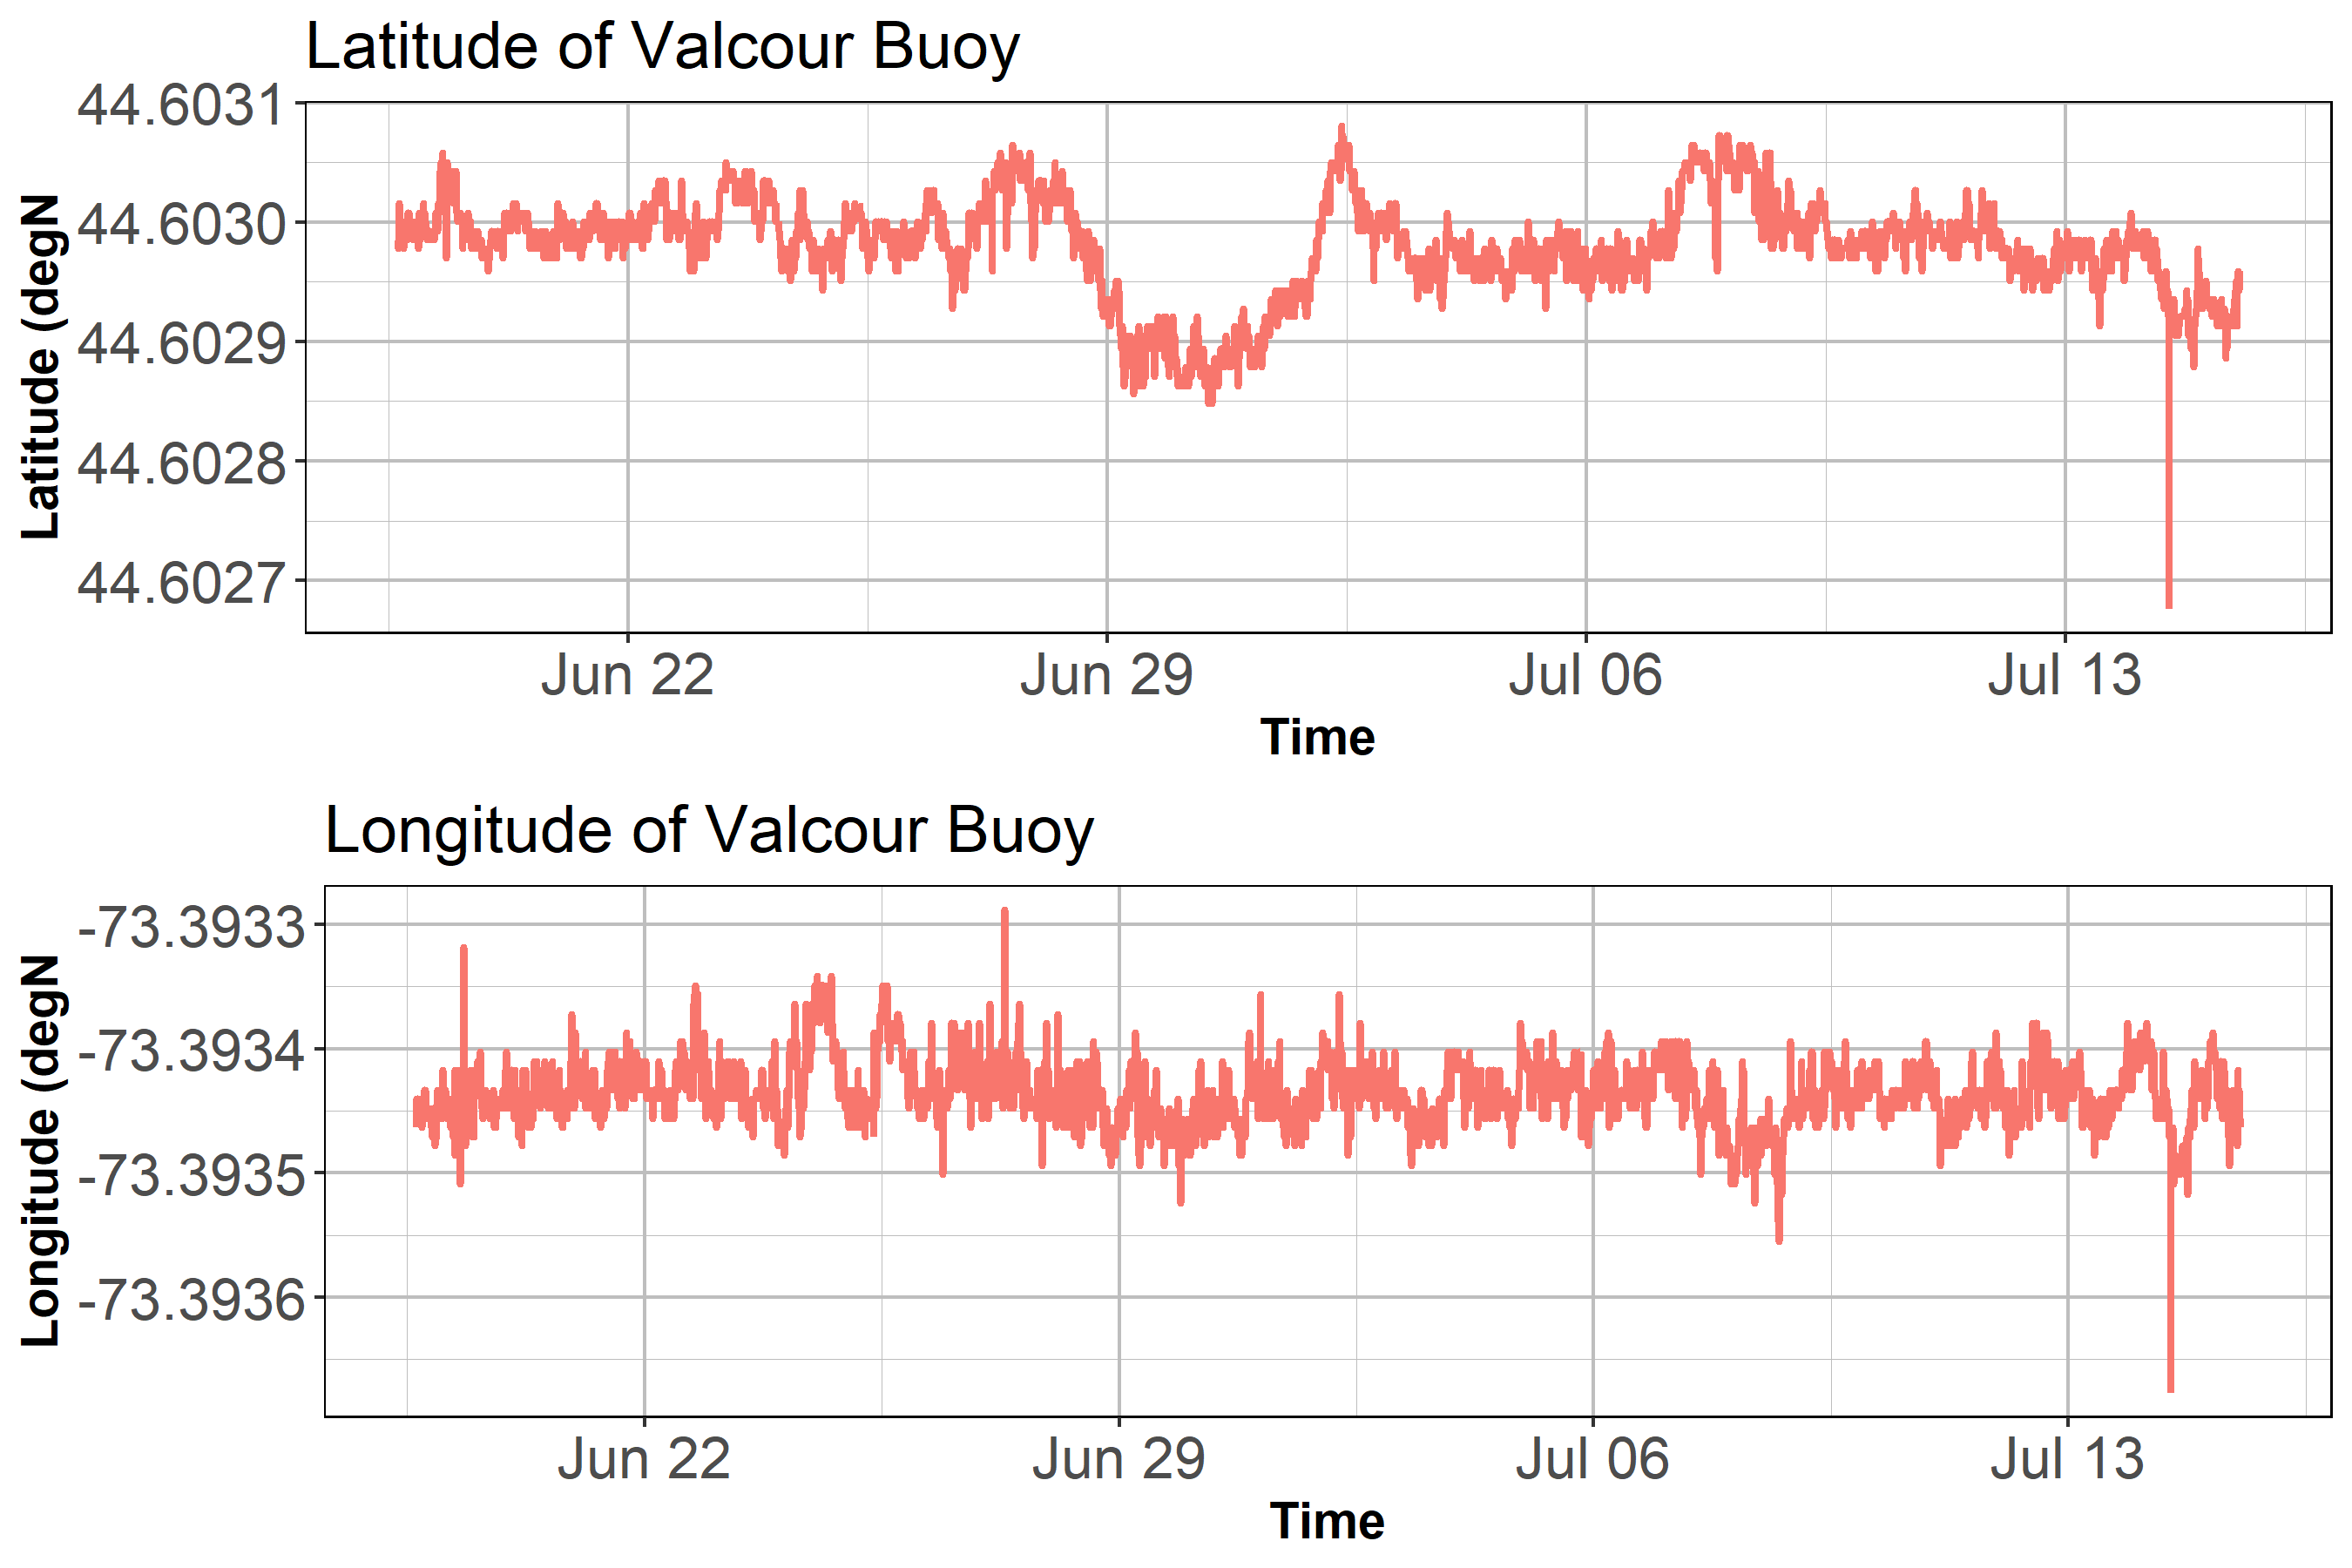 Latitude of Valcour Buoy
44.6031
44.6030
44.6029
44.6028
44.6027
Latitude (degN
Jun 22 Jun 29 Jul 06 Jul 13
Time
Longitude of Valcour Buoy
-73.3933
-73.3934
-73.3935
-73.3936
Longitude (degN
Jun 22 Jun 29 Jul 06 Jul 13
Time